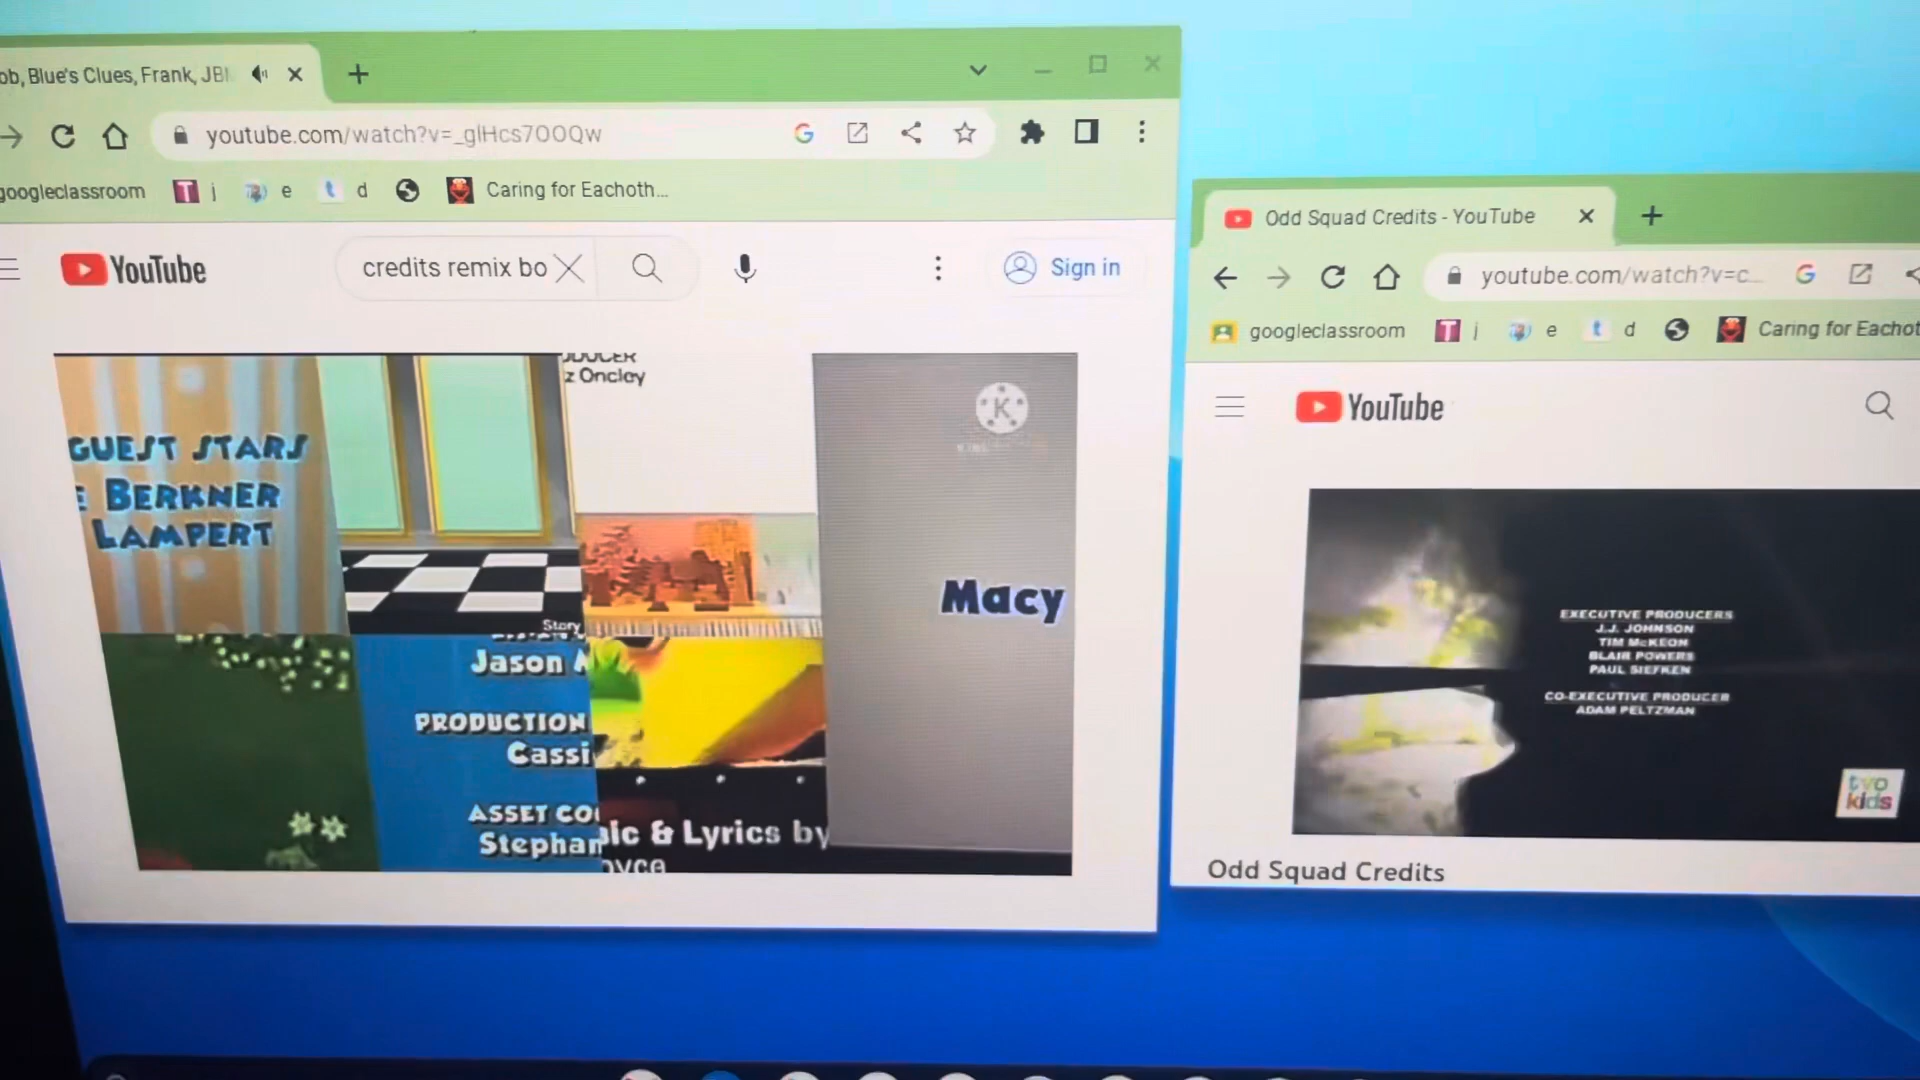 ob, Blue's Clues, Frank, JB
youtube.com/watch?v=_glHcs7OOQw
googleclassroom
j
e
t
d
Caring for Eachoth...
YouTube
credits remix bo
Sign in
GUEST STARS
BERKNER
LAMPERT
Story
z Oncley
Jason
PRODUCTION
Cassi
ASSET CO
Stephan
ic & Lyrics by
oyce
K
Macy
Odd Squad Credits - YouTube
youtube.com/watch?v=c...
googleclassroom
j
e
t
d
Caring for Eachot
YouTube
EXECUTIVE PRODUCERS
J.J. JOHNSON
TIM McKEON
BLAIR POWERS
PAUL SIEFKEN
CO-EXECUTIVE PRODUCER
ADAM PELTZMAN
tvo
kids
Odd Squad Credits